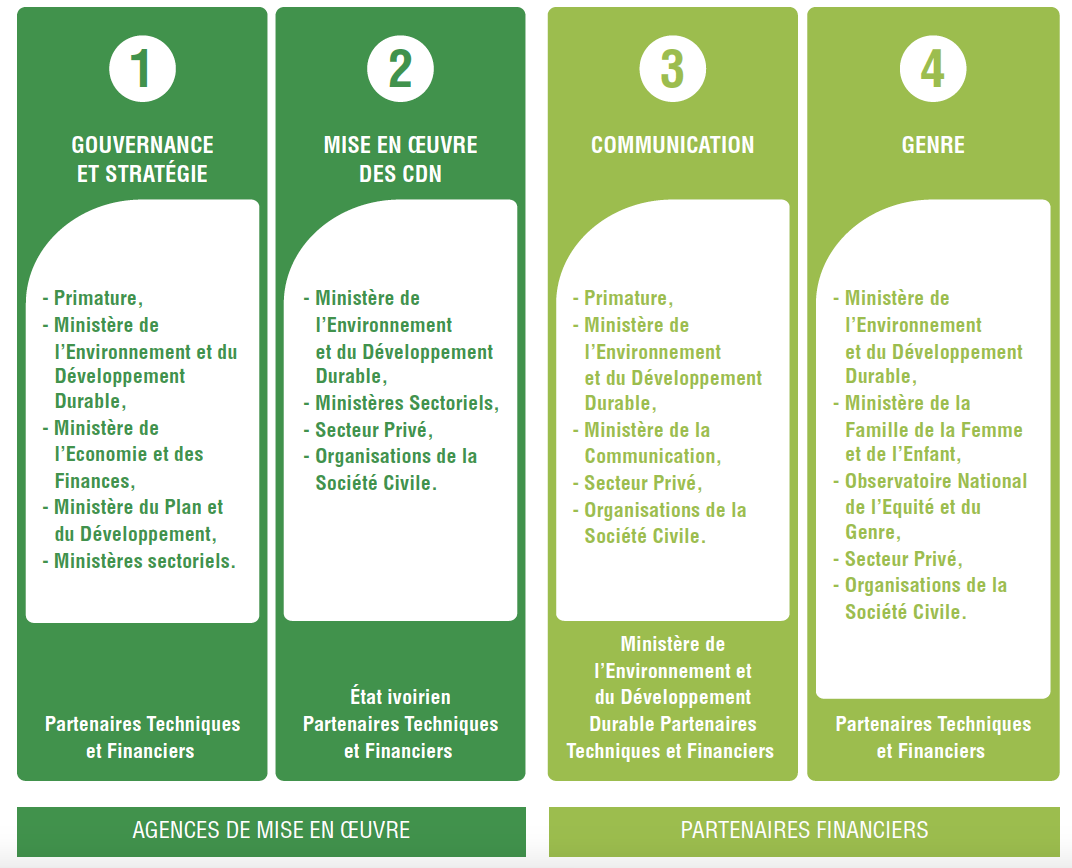 1
GOUVERNANCE
ET STRATÉGIE
- Primature,
- Ministère de
l’Environnement et du
Développement
Durable,
- Ministère de
l’Economie et des
Finances,
- Ministère du Plan et
du Développement,
- Ministères sectoriels.
Partenaires Techniques
et Financiers
2
MISE EN ŒUVRE
DES CDN
- Ministère de
l’Environnement
et du Développement
Durable,
- Ministères Sectoriels,
- Secteur Privé,
- Organisations de la
Société Civile.
État ivoirien
Partenaires Techniques
et Financiers
3
COMMUNICATION
- Primature,
- Ministère de
l’Environnement
et du Développement
Durable,
- Ministère de la
Communication,
- Secteur Privé,
- Organisations de la
Société Civile.
Ministère de
l’Environnement et
du Développement
Durable Partenaires
Techniques et Financiers
4
GENRE
- Ministère de
l’Environnement
et du Développement
Durable,
- Ministère de la
Famille de la Femme
et de l’Enfant,
- Observatoire National
de l’Equité et du
Genre,
- Secteur Privé,
- Organisations de la
Société Civile.
Partenaires Techniques
et Financiers
AGENCES DE MISE EN ŒUVRE
PARTENAIRES FINANCIERS